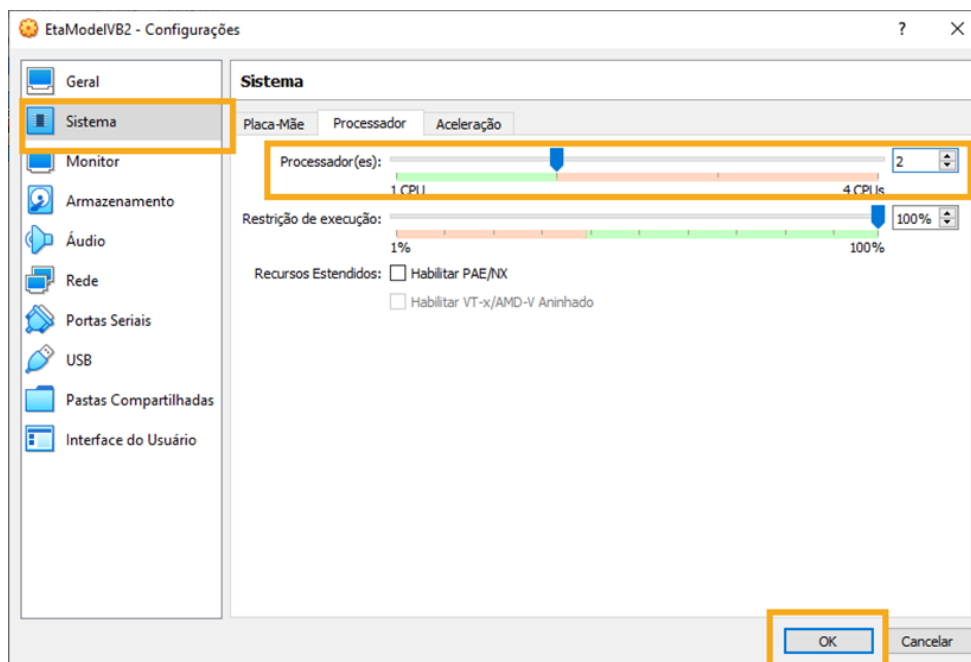 EtaModelVB2 - Configurações
?
Geral
Sistema
Monitor
Armazenamento
Áudio
Rede
Portas Seriais
USB
Pastas Compartilhadas
Interface do Usuário
Sistema
Placa-Mãe Processador Aceleração
Processador(es): 2
1 CPU 4 CPUs
Restrição de execução: 100%
1% 100%
Recursos Estendidos: Habilitar PAE/NX
Habilitar VT-x/AMD-V Aninhado
OK Cancelar